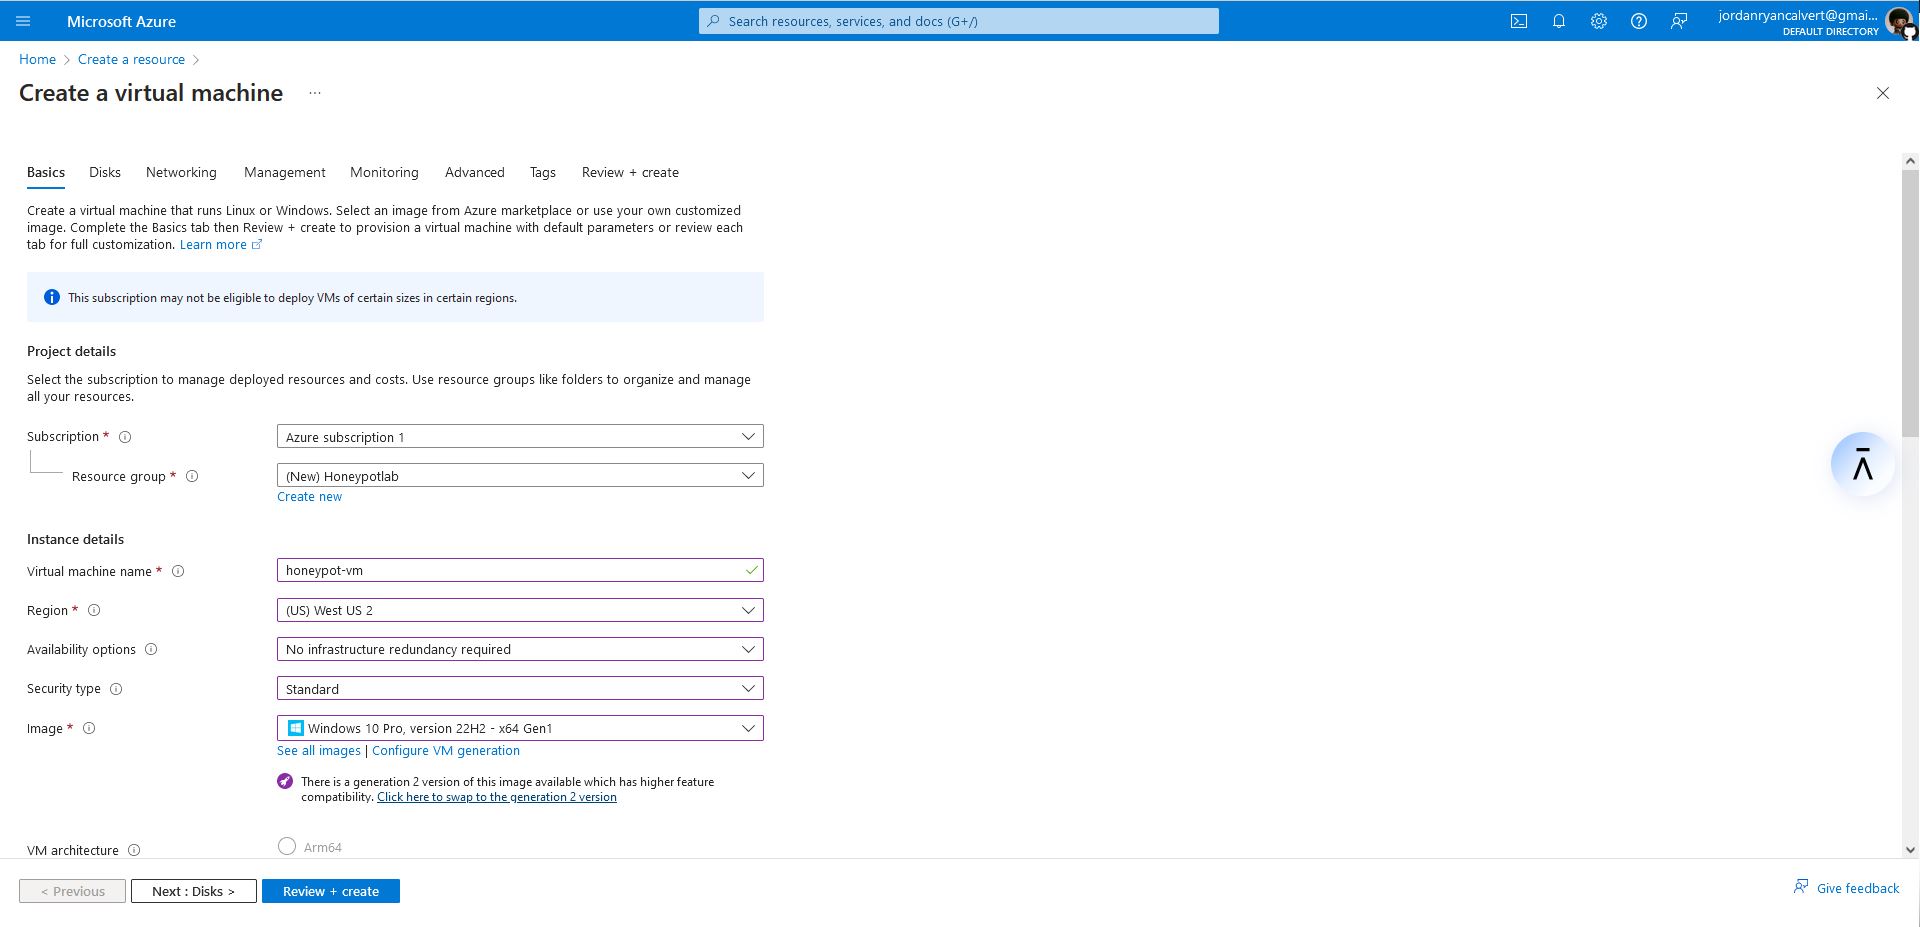 Microsoft Azure
Search resources, services, and docs (G+/)
jordanryancalvert@gmai...
DEFAULT DIRECTORY
Home > Create a resource >
Create a virtual machine ...
Basics Disks Networking Management Monitoring Advanced Tags Review + create
Create a virtual machine that runs Linux or Windows. Select an image from Azure marketplace or use your own customized
image. Complete the Basics tab then Review + create to provision a virtual machine with default parameters or review each
tab for full customization. Learn more
This subscription may not be eligible to deploy VMs of certain sizes in certain regions.
Project details
Select the subscription to manage deployed resources and costs. Use resource groups like folders to organize and manage
all your resources.
Subscription *
Azure subscription 1
Resource group *
(New) Honeypotlab
Create new
Instance details
Virtual machine name *
honeypot-vm
Region *
(US) West US 2
Availability options
No infrastructure redundancy required
Security type
Standard
Image *
Windows 10 Pro, version 22H2 - x64 Gen1
See all images | Configure VM generation
There is a generation 2 version of this image available which has higher feature
compatibility. Click here to swap to the generation 2 version
VM architecture
Arm64
< Previous
Next : Disks >
Review + create
Give feedback